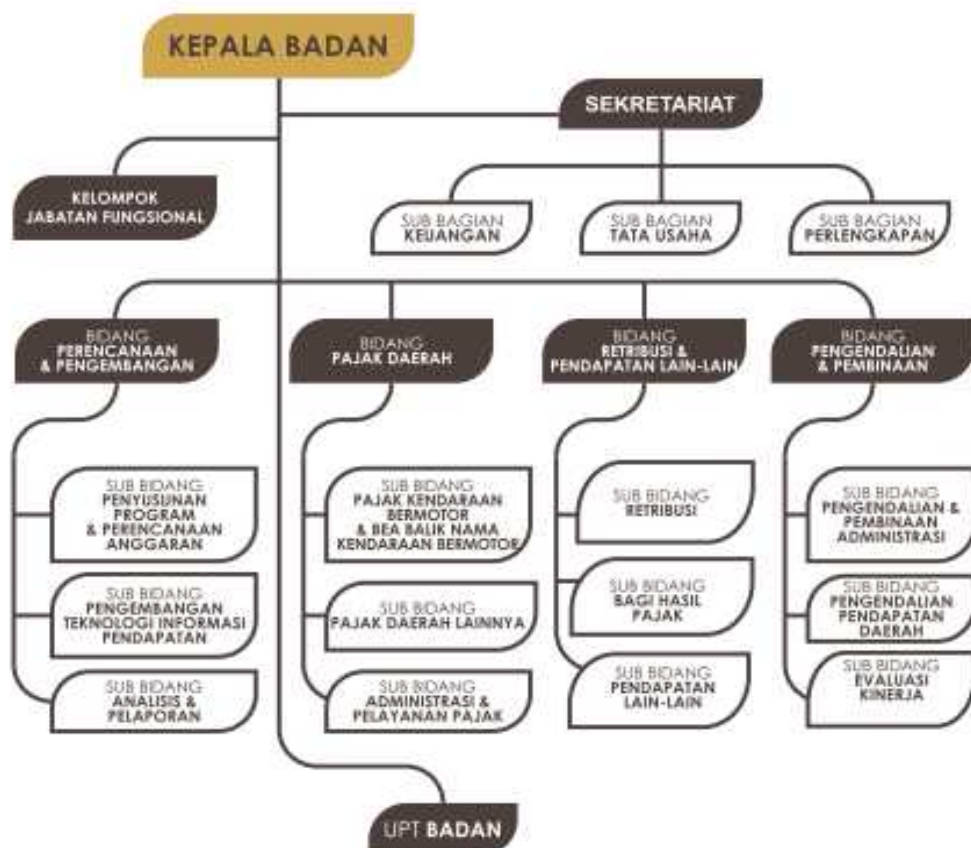 KEPALA BADAN
SEKRETARIAT
KELOMPOK
JABATAN FUNGSIONAL
SUB BAGIAN
KEUANGAN
SUB BAGIAN
TATA USAHA
SUB BAGIAN
PERLENGKAPAN
BIDANG
PERENCANAAN
& PENGEMBANGAN
BIDANG
PAJAK DAERAH
BIDANG
RETRIBUSI &
PENDAPATAN LAIN-LAIN
BIDANG
PENGENDALIAN
& PEMBINAAN
SUB BIDANG
PENYUSUNAN
PROGRAM
& PERENCANAAN
ANGGARAN
SUB BIDANG
PENGEMBANGAN
TEKNOLOGI INFORMASI
PENDAPATAN
SUB BIDANG
ANALISIS &
PELAPORAN
SUB BIDANG
PAJAK KENDARAAN
BERMOTOR
& BEA BALIK NAMA
KENDARAAN BERMOTOR
SUB BIDANG
PAJAK DAERAH LAINNYA
SUB BIDANG
ADMINISTRASI &
PELAYANAN PAJAK
SUB BIDANG
RETRIBUSI
SUB BIDANG
BAGI HASIL
PAJAK
SUB BIDANG
PENDAPATAN
LAIN-LAIN
SUB BIDANG
PENGENDALIAN &
PEMBINAAN
ADMINISTRASI
SUB BIDANG
PENGENDALIAN
PENDAPATAN
DAERAH
SUB BIDANG
EVALUASI
KINERJA
UPT BADAN